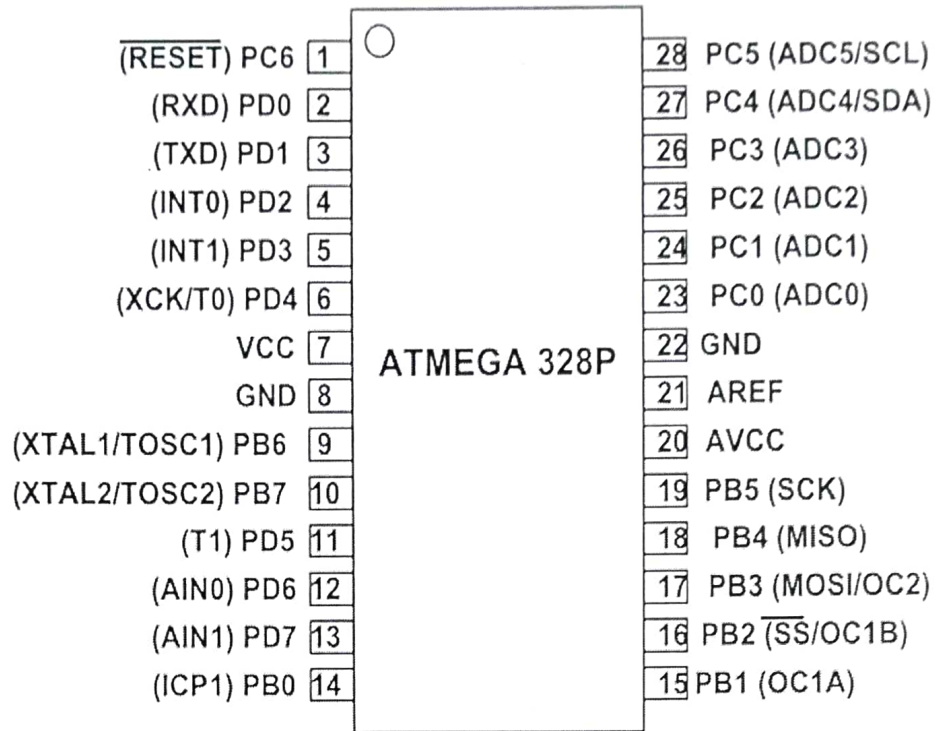 (RESET) PC6 1
(RXD) PD0 2
(TXD) PD1 3
(INT0) PD2 4
(INT1) PD3 5
(XCK/T0) PD4 6
VCC 7
GND 8
(XTAL1/TOSC1) PB6 9
(XTAL2/TOSC2) PB7 10
(T1) PD5 11
(AIN0) PD6 12
(AIN1) PD7 13
(ICP1) PB0 14
ATMEGA 328P
28 PC5 (ADC5/SCL)
27 PC4 (ADC4/SDA)
26 PC3 (ADC3)
25 PC2 (ADC2)
24 PC1 (ADC1)
23 PC0 (ADC0)
22 GND
21 AREF
20 AVCC
19 PB5 (SCK)
18 PB4 (MISO)
17 PB3 (MOSI/OC2)
16 PB2 (SS/OC1B)
15 PB1 (OC1A)